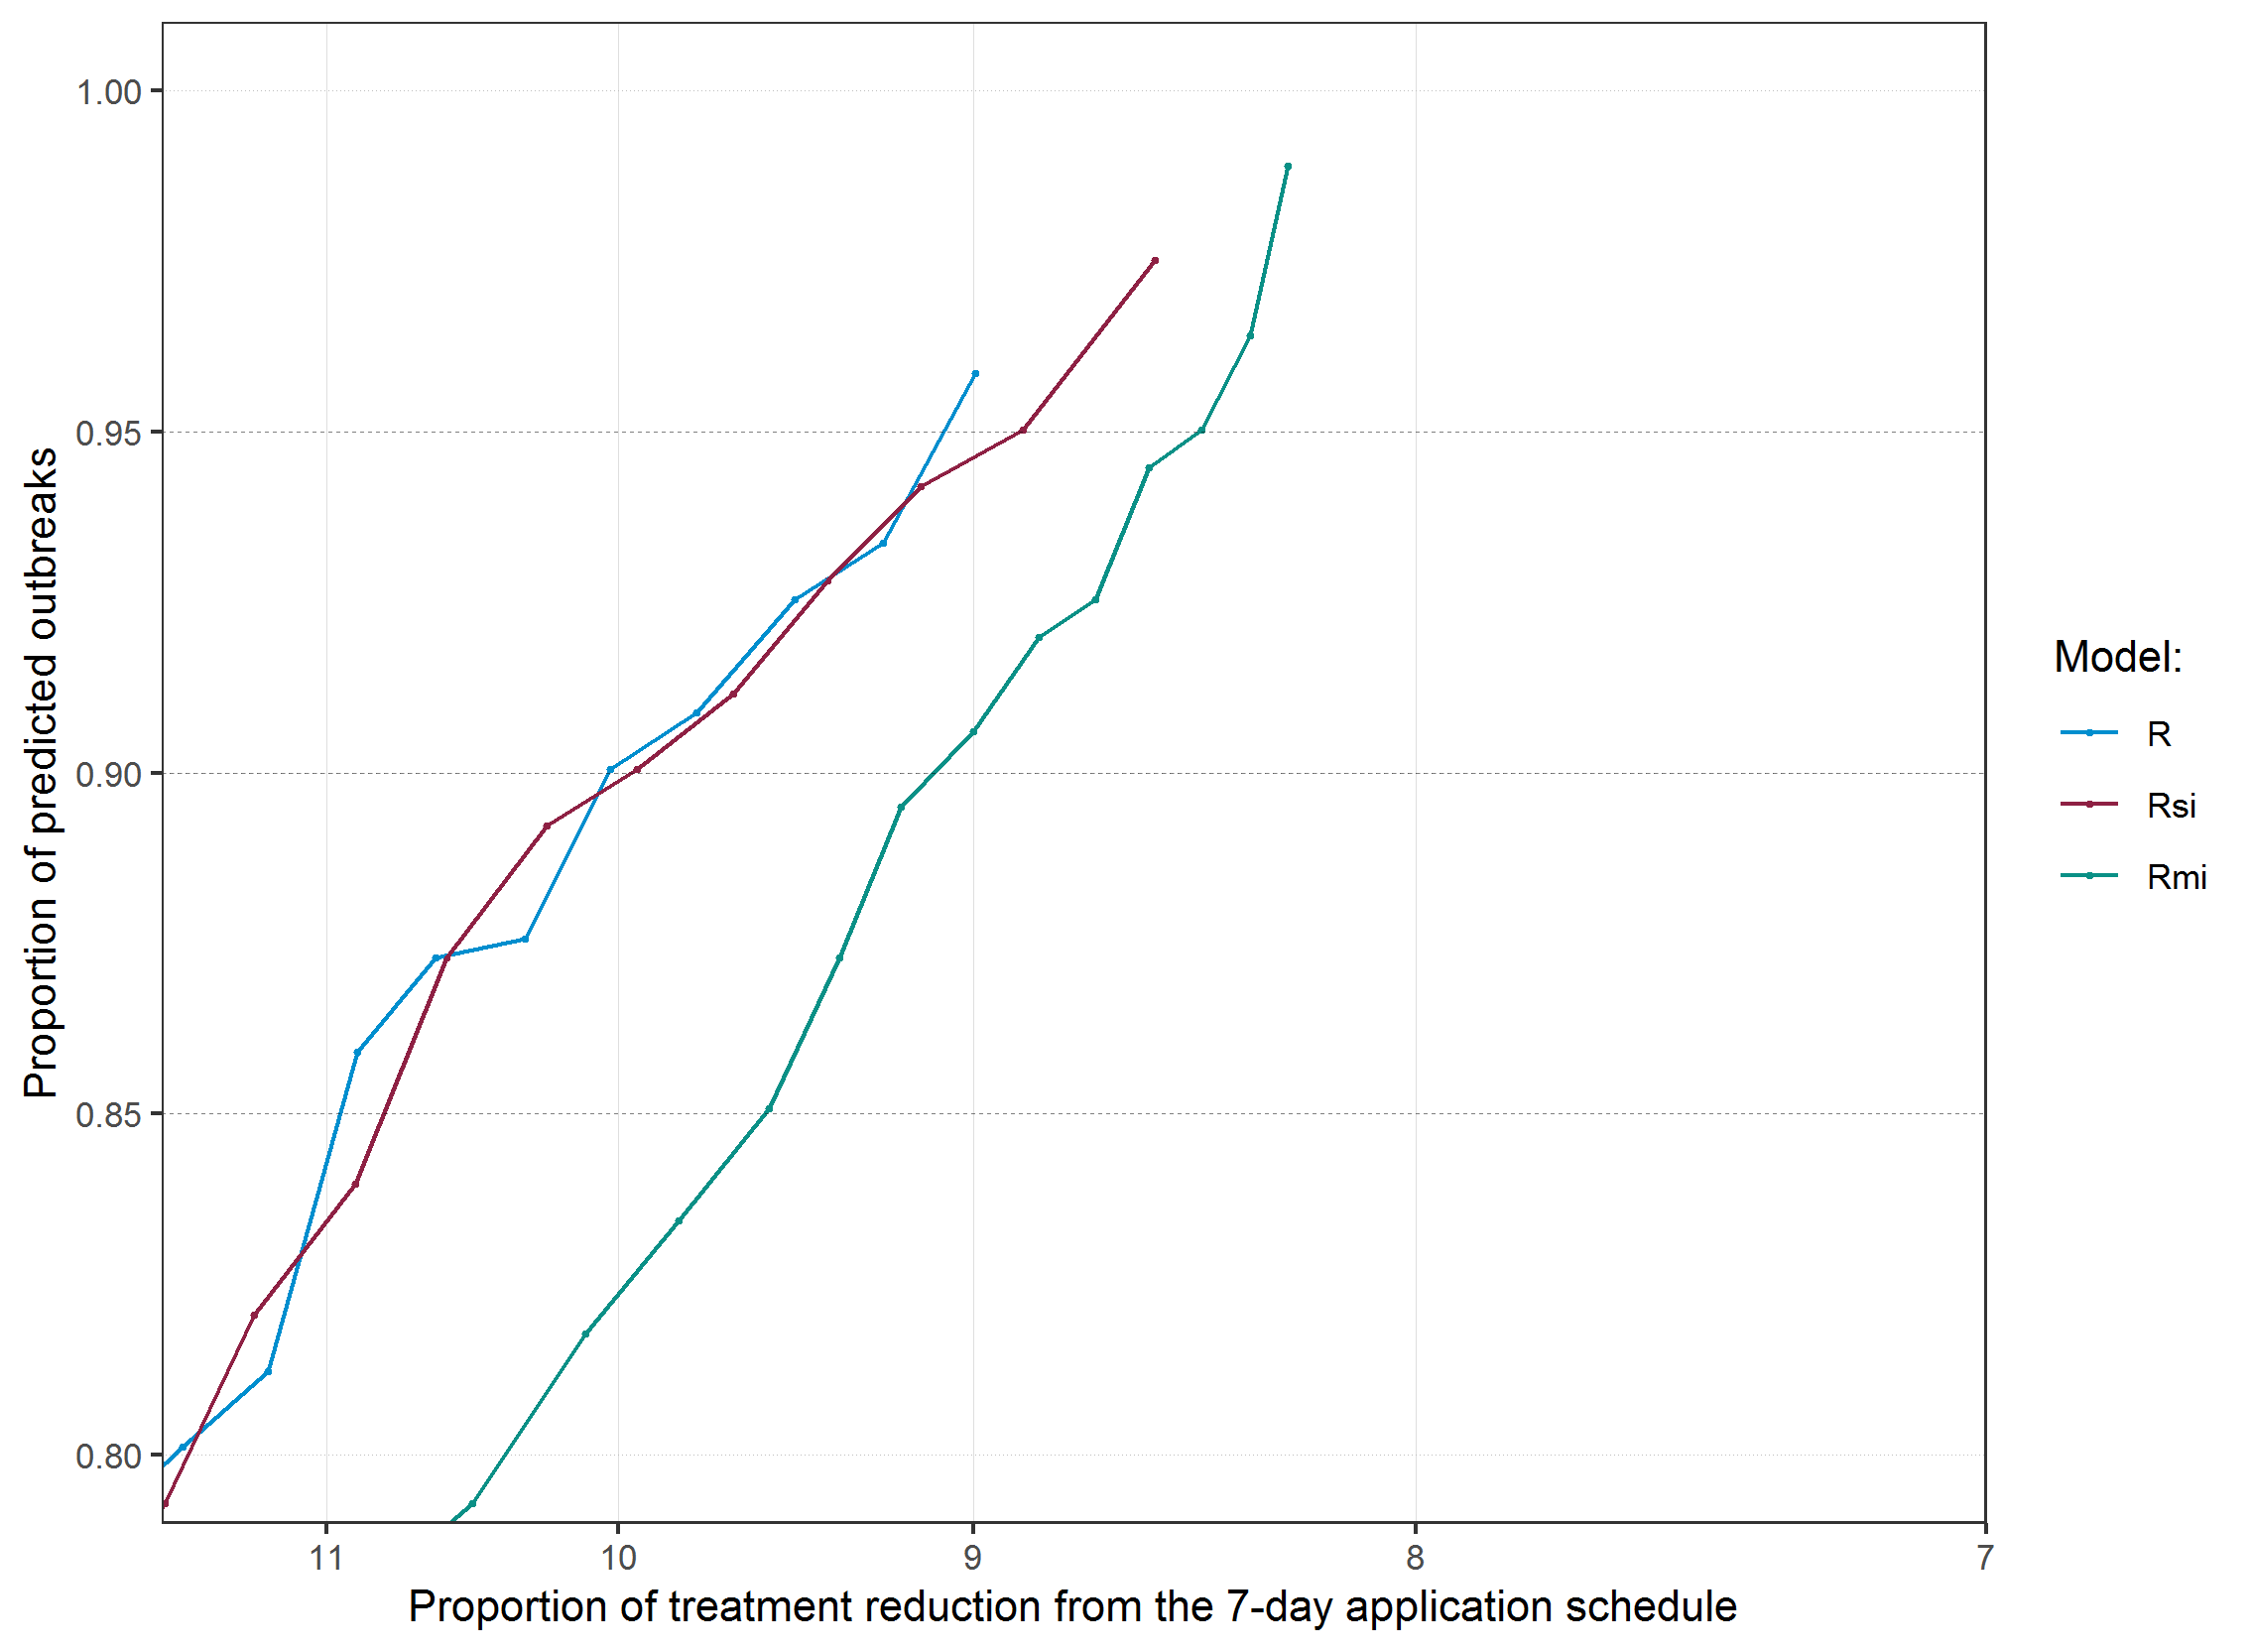 1.00
0.95
0.90
0.85
0.80
Proportion of predicted outbreaks
11
10
9
8
7
Proportion of treatment reduction from the 7-day application schedule
Model:
R
Rsi
Rmi